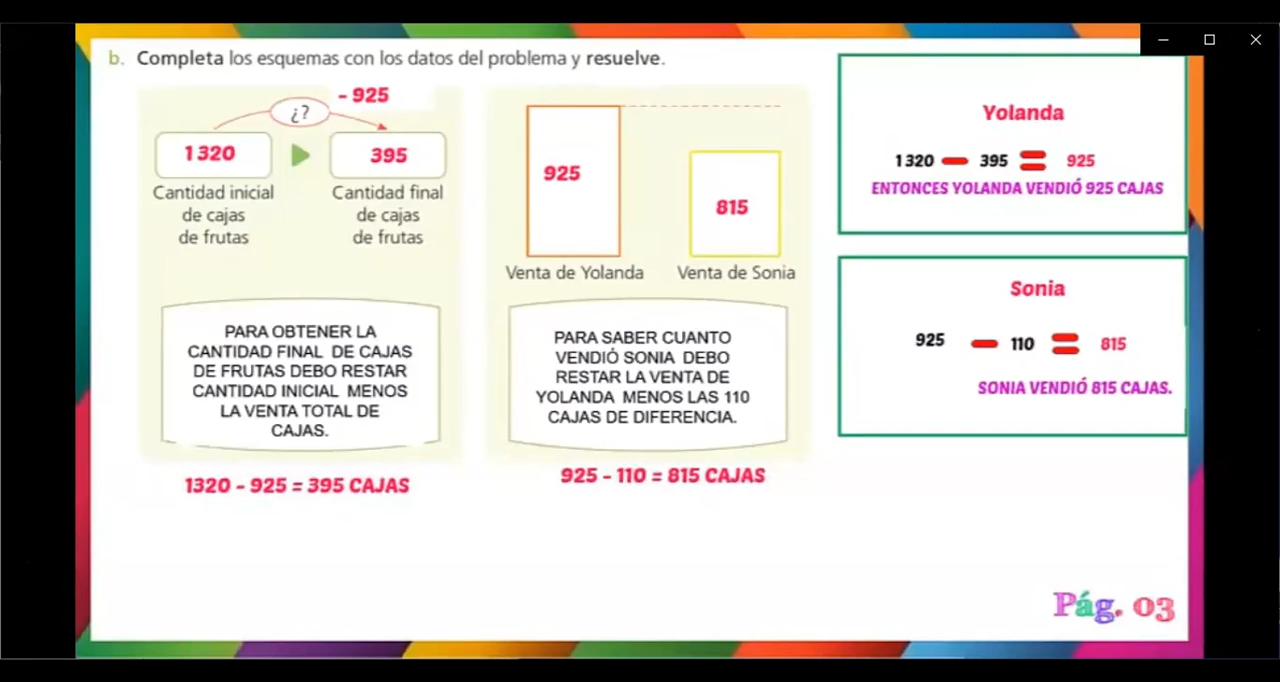 b. Completa los esquemas con los datos del problema y resuelve.
- 925
¿?
1320
395
Cantidad inicial
de cajas
de frutas
Cantidad final
de cajas
de frutas
PARA OBTENER LA
CANTIDAD FINAL DE CAJAS
DE FRUTAS DEBO RESTAR
CANTIDAD INICIAL MENOS
LA VENTA TOTAL DE
CAJAS.
1320 - 925 = 395 CAJAS
925
815
Venta de Yolanda
Venta de Sonia
PARA SABER CUANTO
VENDIÓ SONIA DEBO
RESTAR LA VENTA DE
YOLANDA MENOS LAS 110
CAJAS DE DIFERENCIA.
925 - 110 = 815 CAJAS
Yolanda
1320 - 395 = 925
ENTONCES YOLANDA VENDIÓ 925 CAJAS
Sonia
925 - 110 = 815
SONIA VENDIÓ 815 CAJAS.
Pág. 03